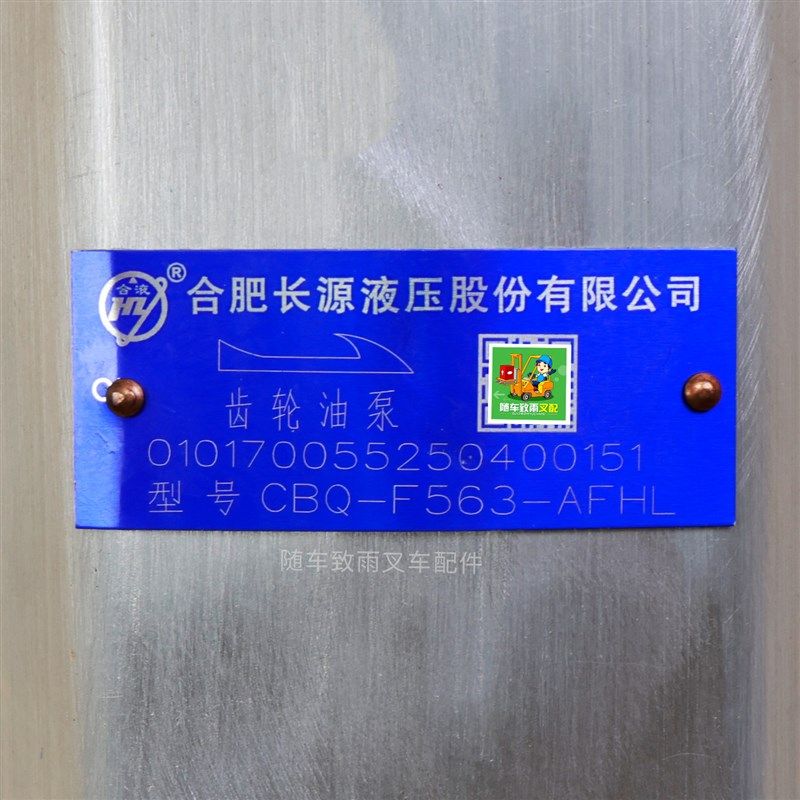 合液
HY
®
合肥长源液压股份有限公司
齿轮油泵
随车致雨叉配
010170055250400151
型号 CBQ-F563-AFHL
随车致雨叉车配件